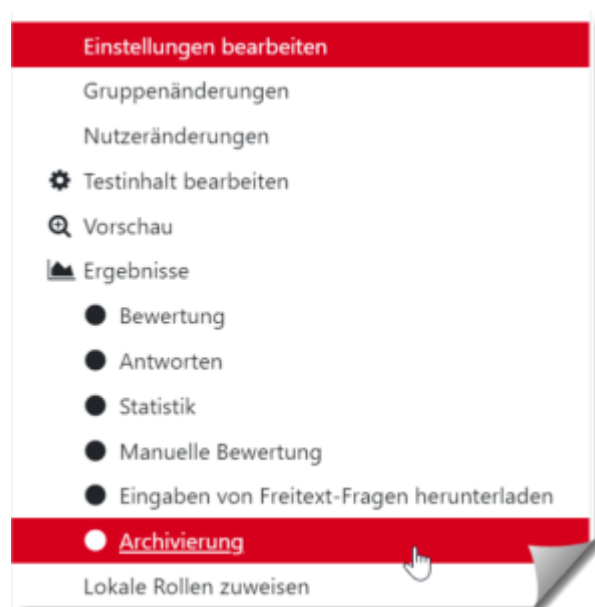 Einstellungen bearbeiten
Gruppenänderungen
Nutzeränderungen
Testinhalt bearbeiten
Vorschau
Ergebnisse
Bewertung
Antworten
Statistik
Manuelle Bewertung
Eingaben von Freitext-Fragen herunterladen
Archivierung
Lokale Rollen zuweisen